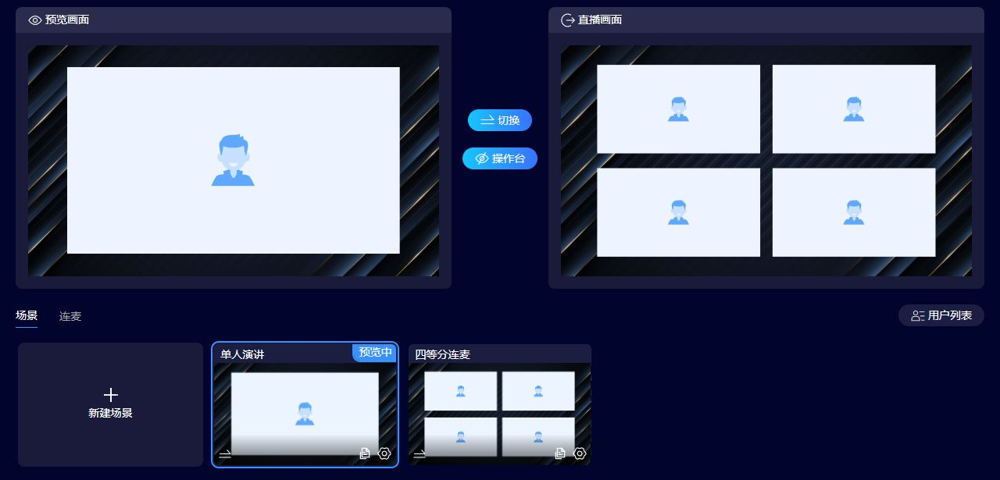 预览画面
直播画面
切换
操作台
场景
连麦
用户列表
新建场景
单人演讲
预览中
四等分连麦